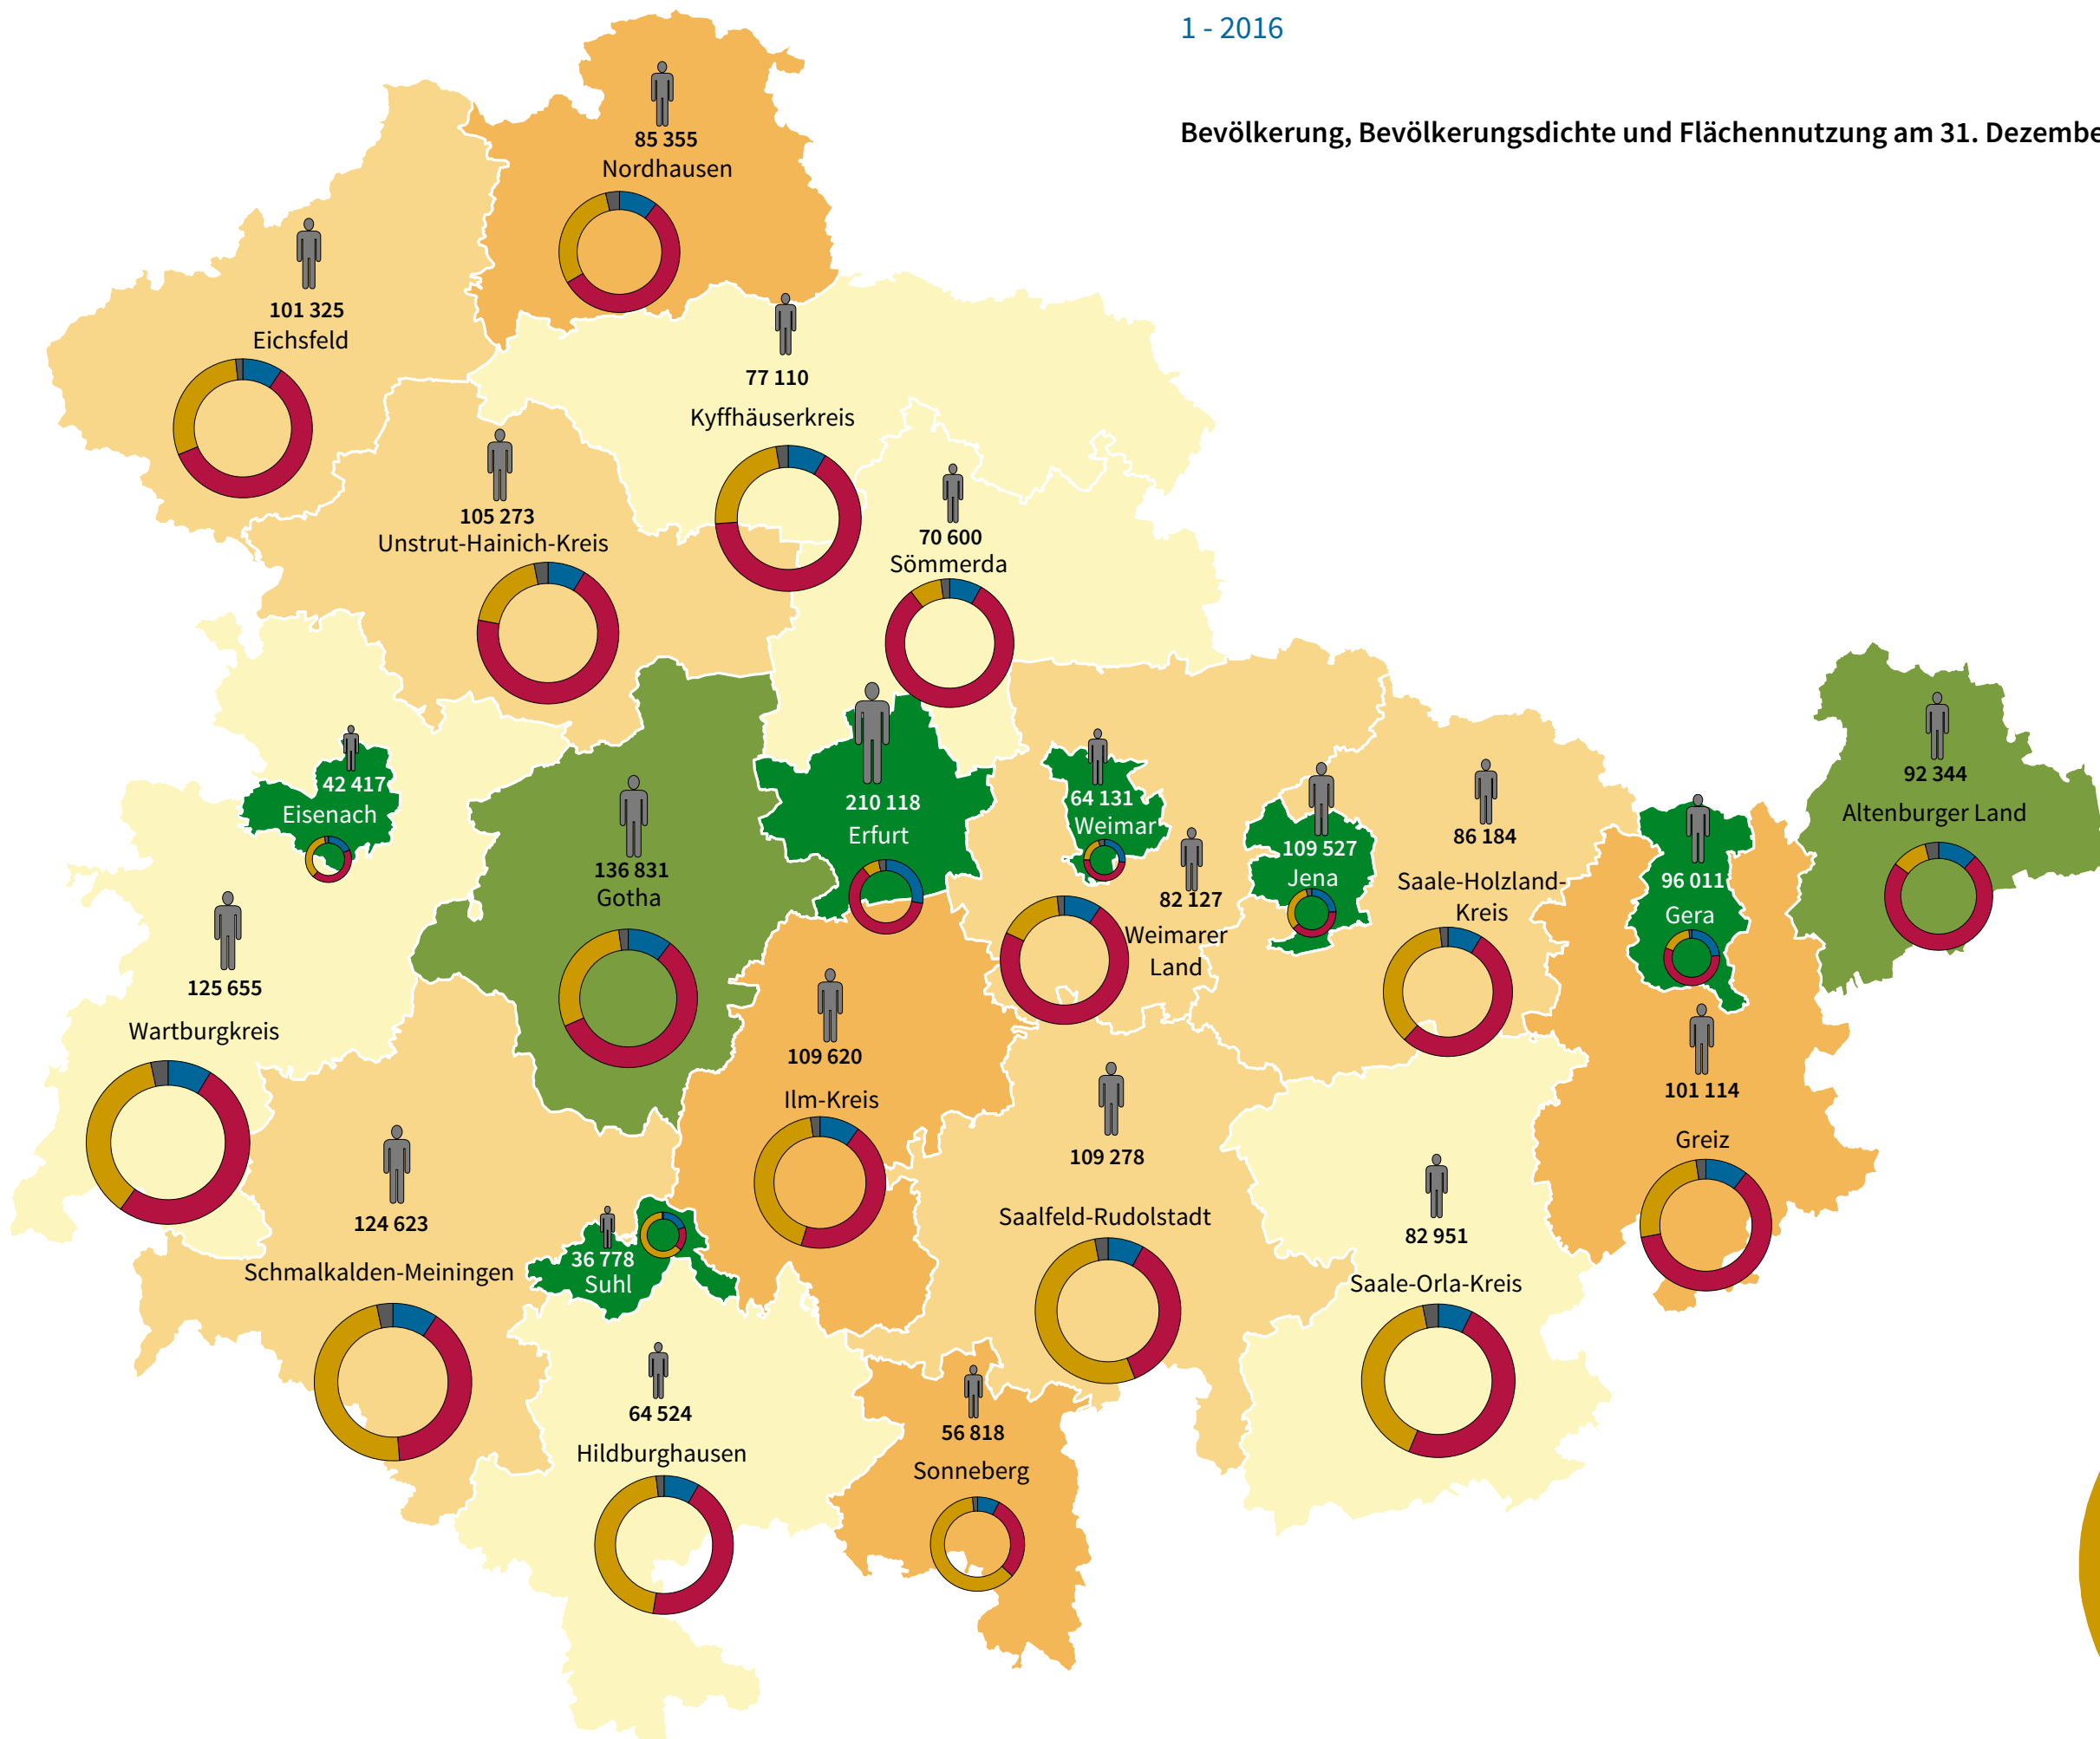 1 - 2016
Bevölkerung, Bevölkerungsdichte und Flächennutzung am 31. Dezembe
85 355
Nordhausen
101 325
Eichsfeld
77 110
Kyffhäuserkreis
105 273
Unstrut-Hainich-Kreis
70 600
Sömmerda
42 417
Eisenach
136 831
Gotha
210 118
Erfurt
64 131
Weimar
82 127
Weimarer
Land
109 527
Jena
86 184
Saale-Holzland-
Kreis
96 011
Gera
92 344
Altenburger Land
125 655
Wartburgkreis
109 620
Ilm-Kreis
101 114
Greiz
124 623
Schmalkalden-Meiningen
36 778
Suhl
109 278
Saalfeld-Rudolstadt
82 951
Saale-Orla-Kreis
64 524
Hildburghausen
56 818
Sonneberg